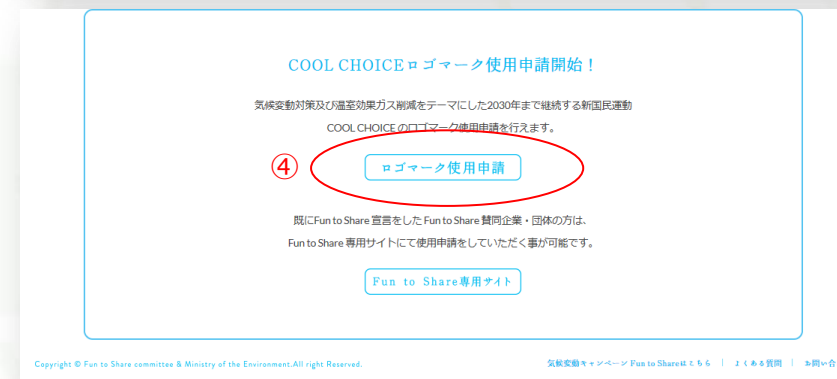 COOL CHOICEロゴマーク使用申請開始！
気候変動対策及び温室効果ガス削減をテーマにした2030年まで継続する新国民運動
COOL CHOICE のロゴマーク使用申請を行えます。
④
ロゴマーク使用申請
既にFun to Share 宣言をした Fun to Share 賛同企業・団体の方は、
Fun to Share 専用サイトにて使用申請をしていただく事が可能です。
Fun to Share専用サイト
Copyright © Fun to Share committee & Ministry of the Environment.All right Reserved.
気候変動キャンペーン Fun to Shareはこちら | よくある質問 | お問い合